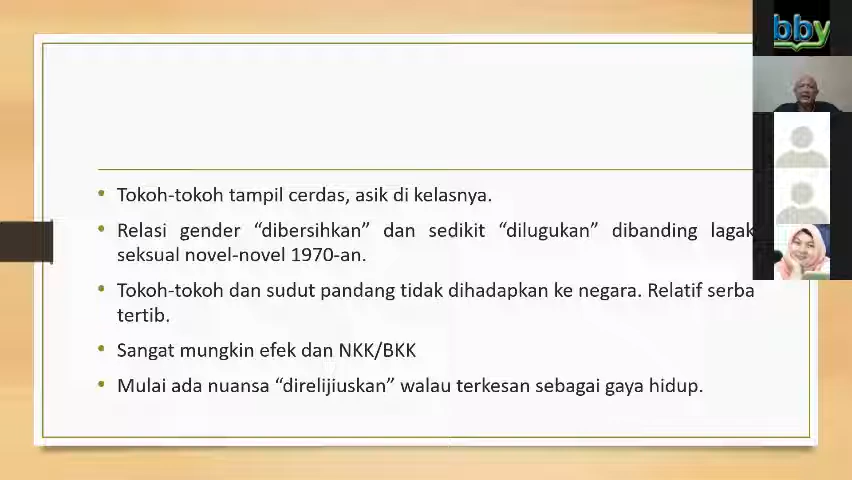 bby
Tokoh-tokoh tampil cerdas, asik di kelasnya.
Relasi gender “dibersihkan” dan sedikit “dilugukan” dibanding lagak
seksual novel-novel 1970-an.
Tokoh-tokoh dan sudut pandang tidak dihadapkan ke negara. Relatif serba
tertib.
Sangat mungkin efek dan NKK/BKK
Mulai ada nuansa “direlijiuskan” walau terkesan sebagai gaya hidup.